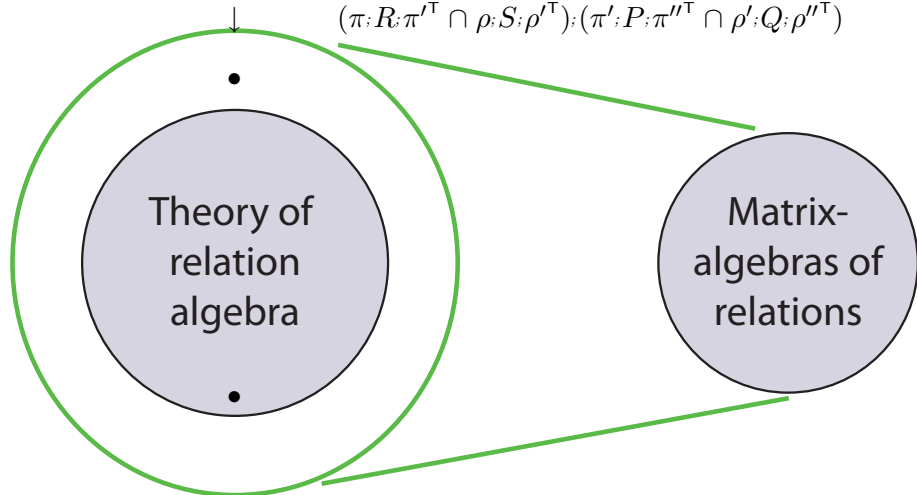 (π;R;π′ᵀ ∩ ρ;S;ρ′ᵀ);(π′;P;π″ᵀ ∩ ρ′;Q;ρ″ᵀ)
Theory of
relation
algebra
Matrix-
algebras of
relations